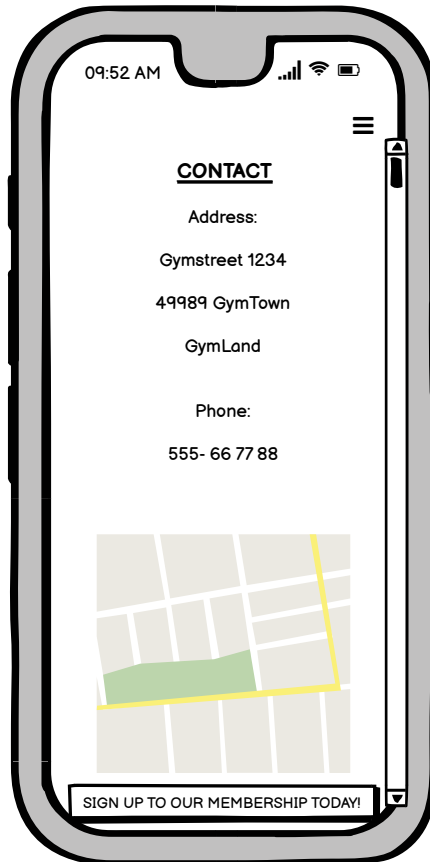 09:52 AM
CONTACT
Address:
Gymstreet 1234
49989 GymTown
GymLand
Phone:
555- 66 77 88
SIGN UP TO OUR MEMBERSHIP TODAY!